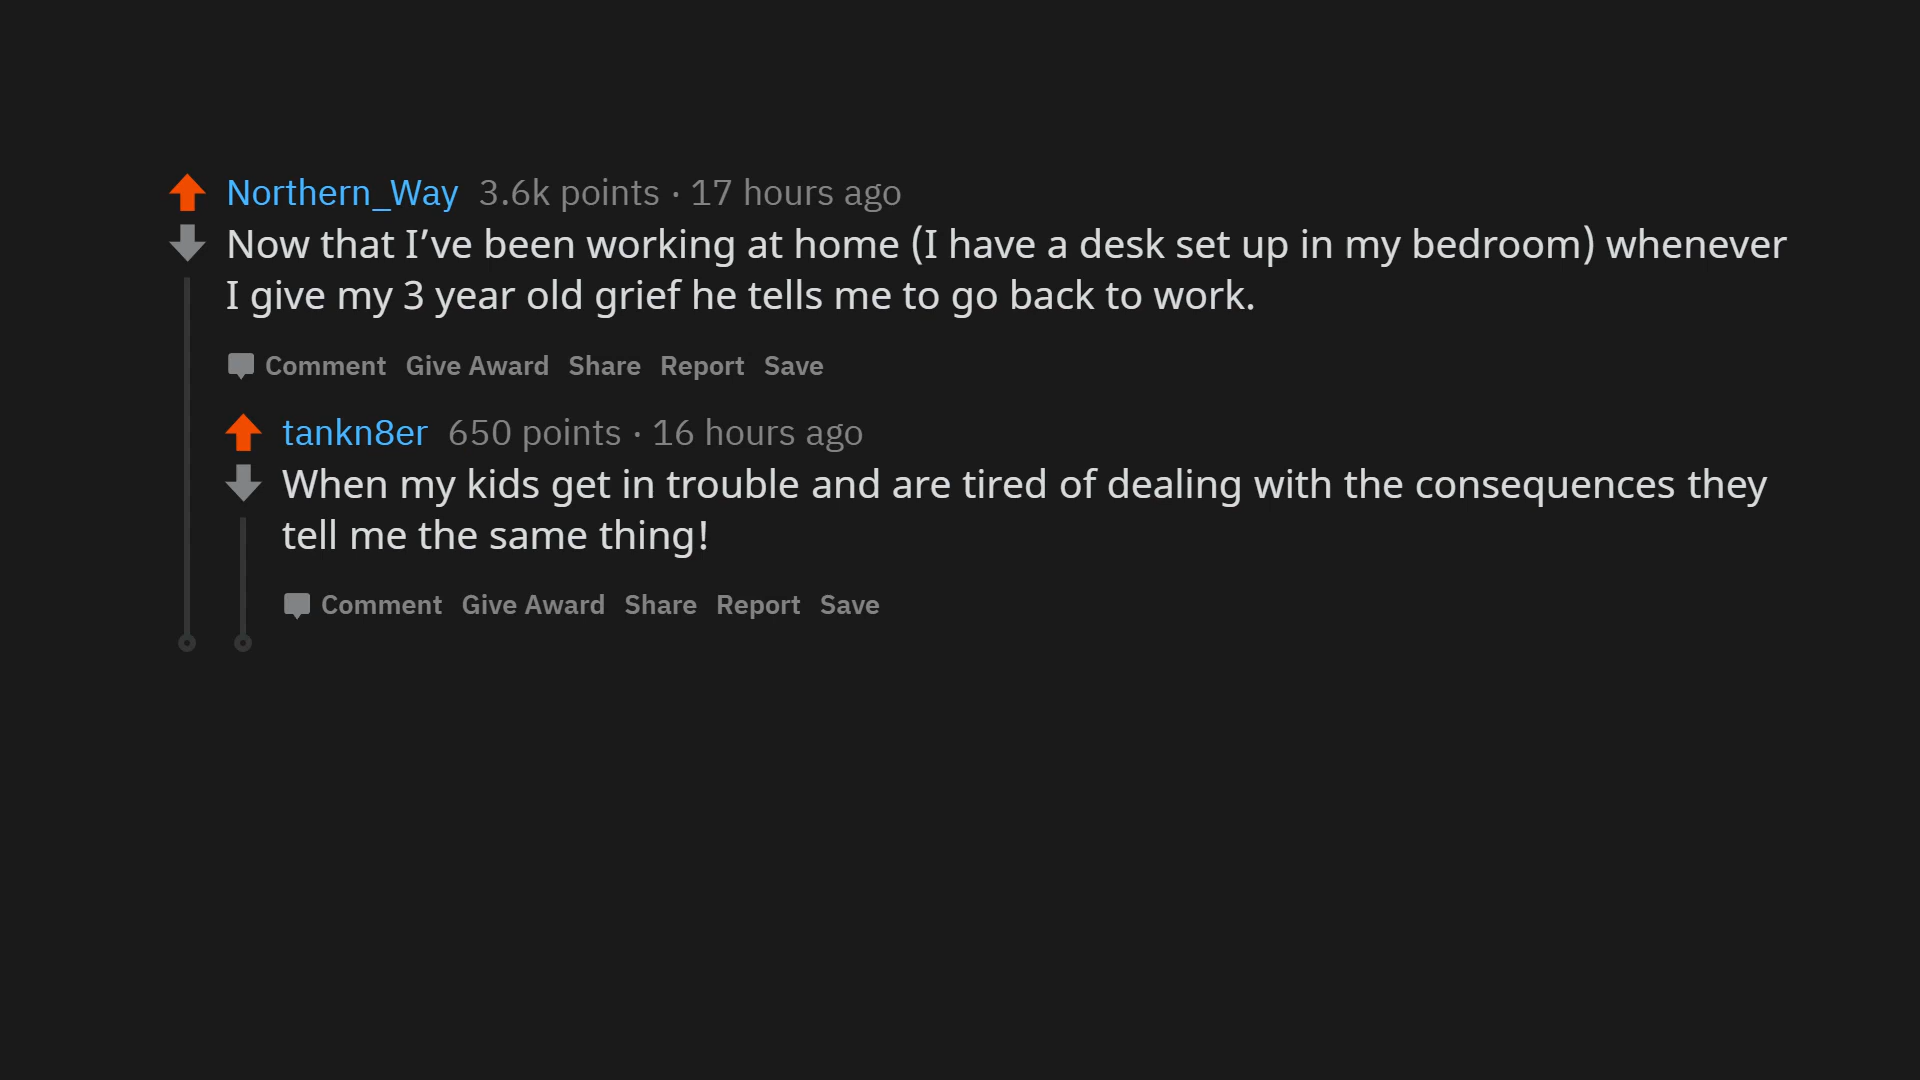 Northern_Way 3.6k points · 17 hours ago
Now that I’ve been working at home (I have a desk set up in my bedroom) whenever
I give my 3 year old grief he tells me to go back to work.
Comment Give Award Share Report Save
tankn8er 650 points · 16 hours ago
When my kids get in trouble and are tired of dealing with the consequences they
tell me the same thing!
Comment Give Award Share Report Save